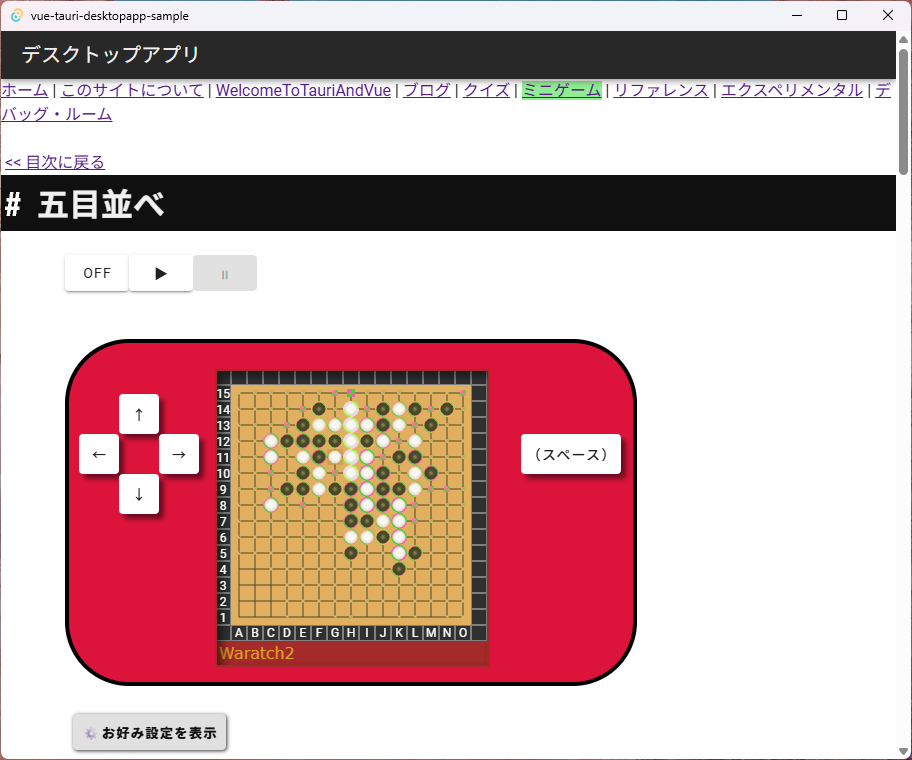 vue-tauri-desktopapp-sample
デスクトップアプリ
ホーム | このサイトについて | WelcomeToTauriAndVue | ブログ | クイズ | ミニゲーム | リファレンス | エクスペリメンタル | デ
バッグ・ルーム
<< 目次に戻る
# 五目並べ
OFF ▶ ⏸
↑
← →
↓
(スペース)
15
14
13
12
11
10
9
8
7
6
5
4
3
2
1
A B C D E F G H I J K L M N O
Waratch2
お好み設定を表示